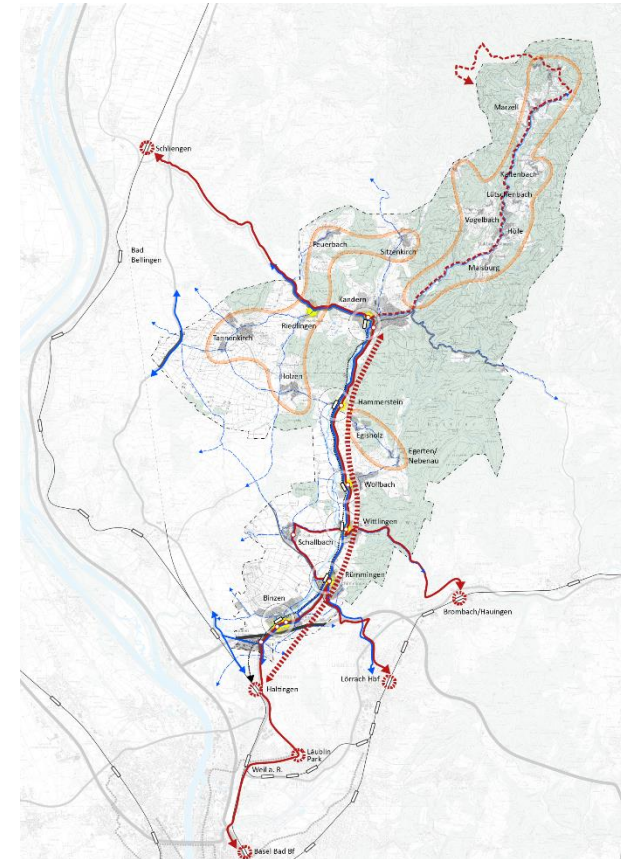 Marzell
Schliengen
Kaltenbach
Lütschenbach
Vogelbach
Höfe
Bad
Bellingen
Feuerbach
Sitzenkirch
Malsburg
Kandern
Riedlingen
Tannenkirch
Holzen
Hammerstein
Egisholz
Egerten/
Nebenau
Wollbach
Wittlingen
Schallbach
Rümmingen
Binzen
Brombach/Hauingen
Lörrach Hbf
Haltingen
Läublin
Park
Weil a. R.
Basel Bad Bf